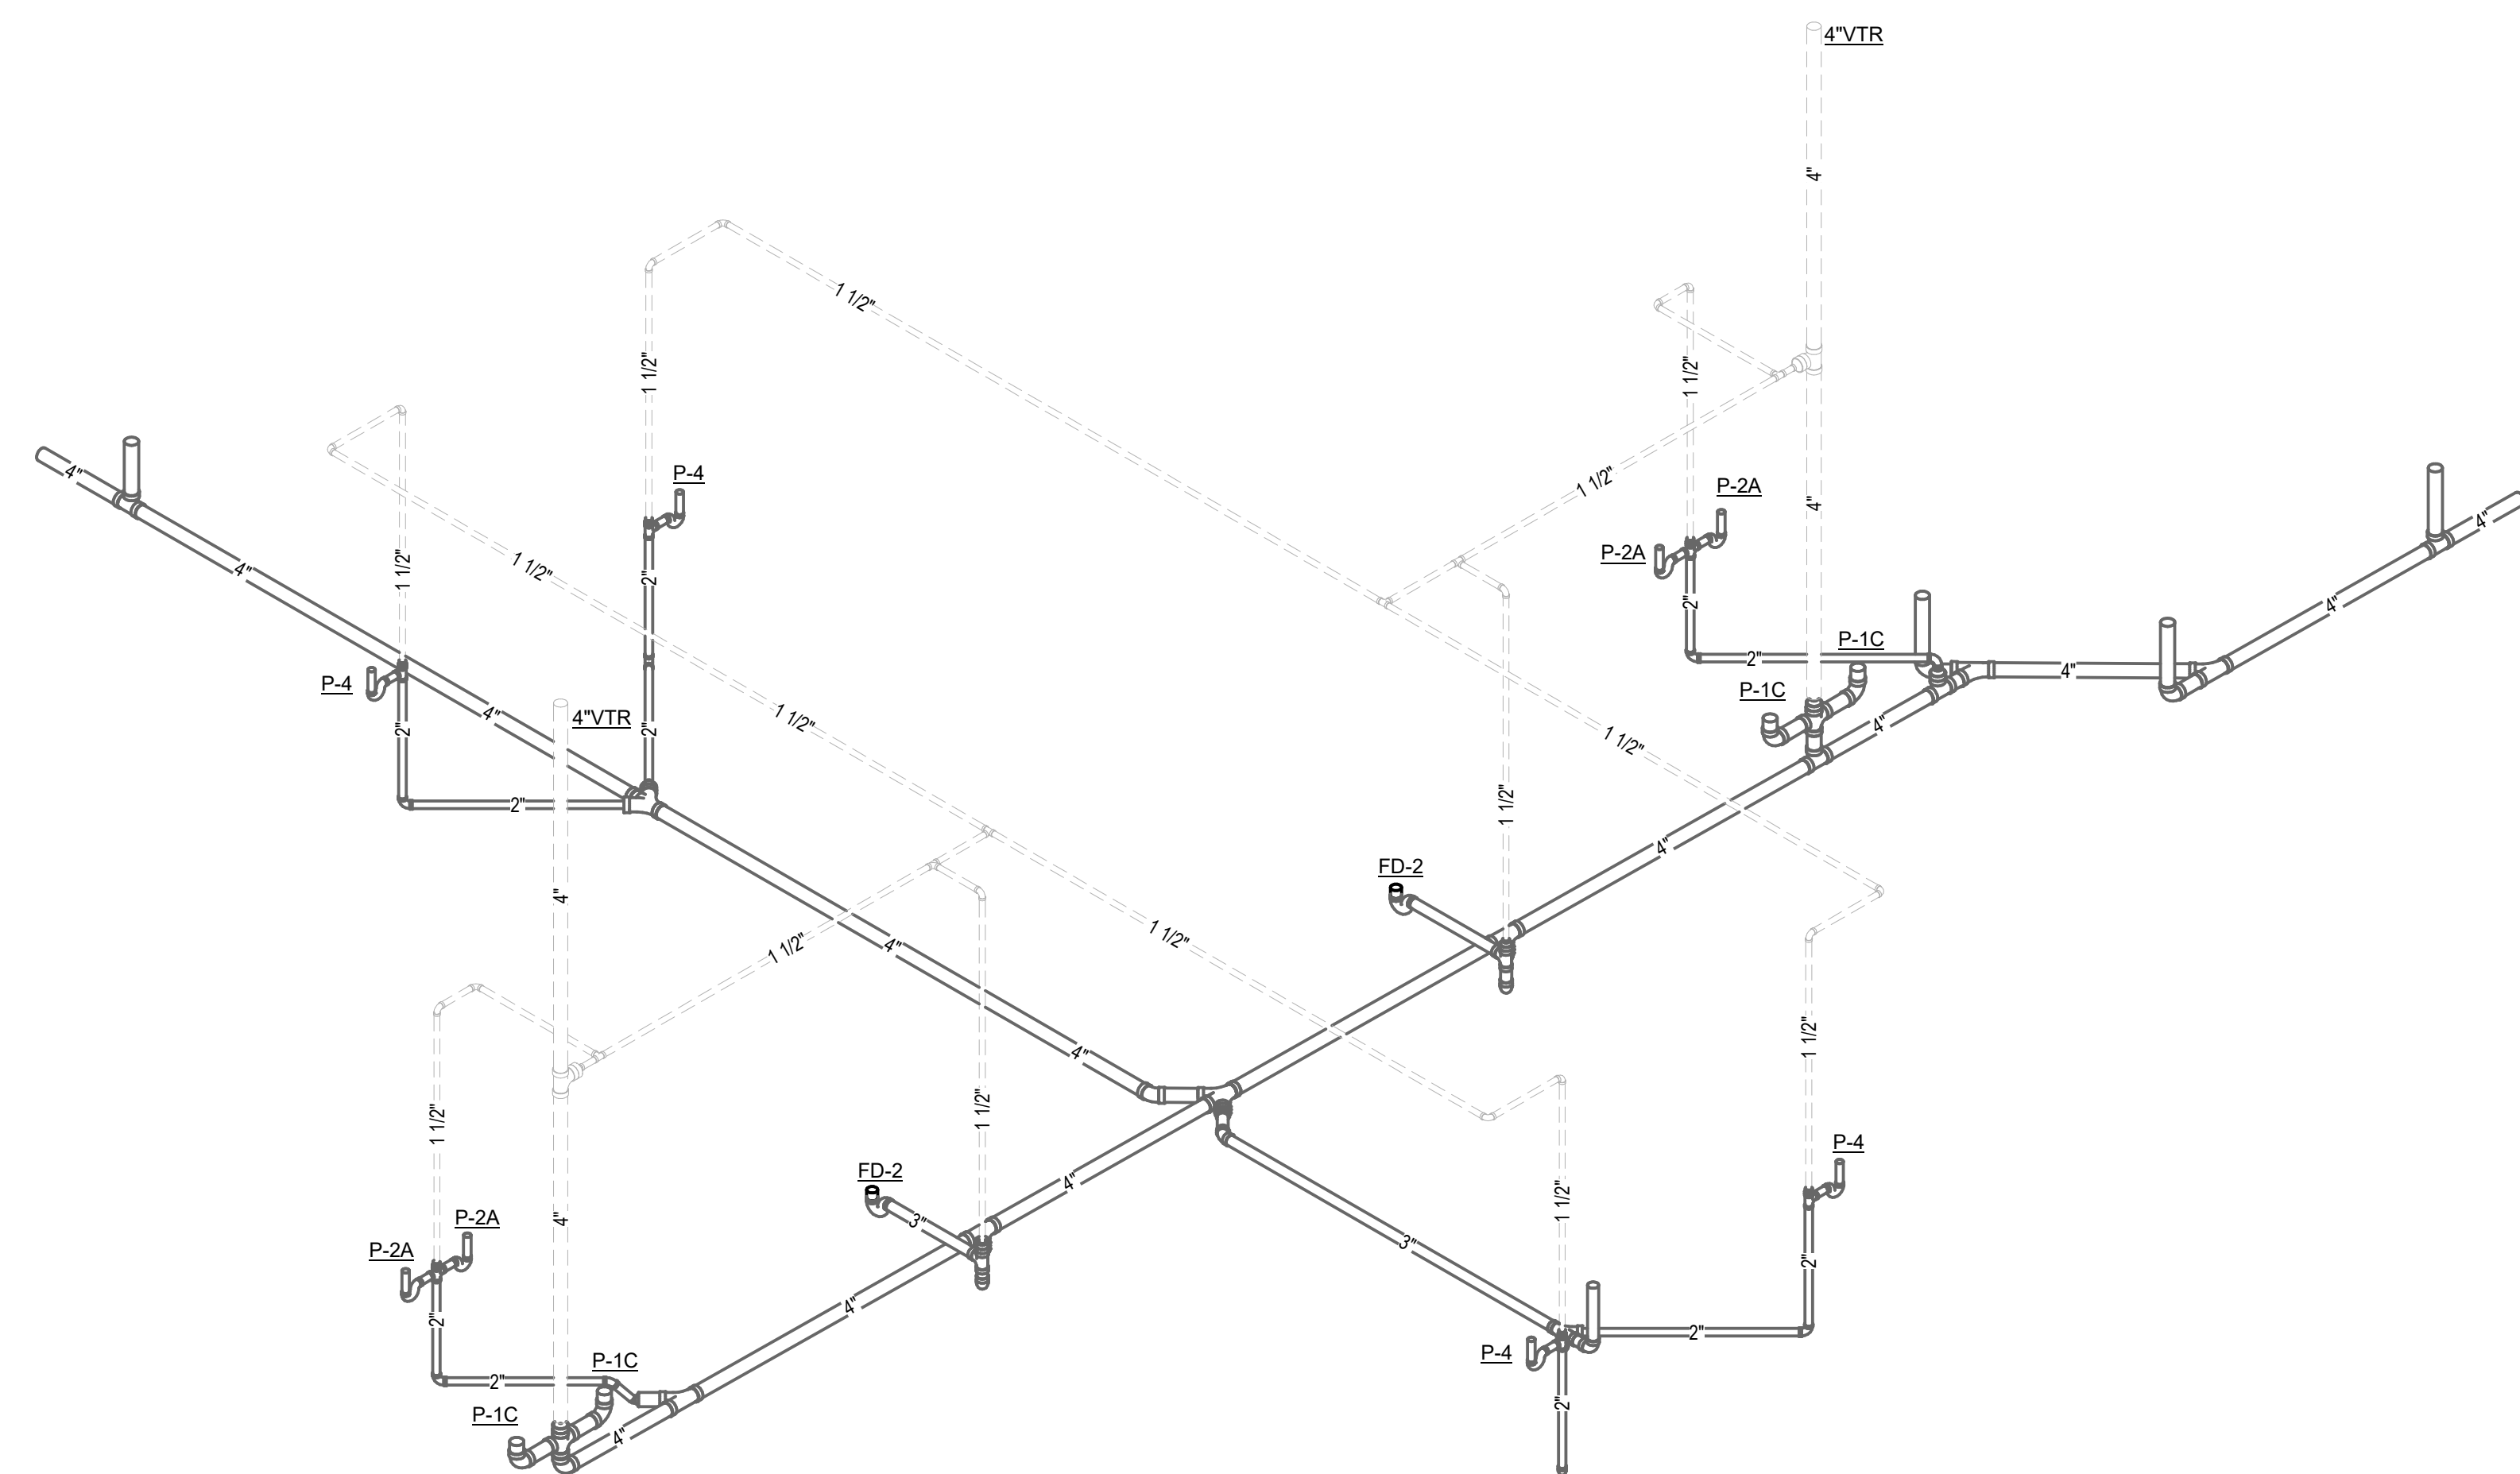 4"VTR
4"
1 1/2"
1 1/2"
1 1/2"
4"
P-4
1 1/2"
P-2A
4"
4"
P-2A
1 1/2"
1 1/2"
4"
2"
2"
4"
P-1C
2"
4"
P-4
P-1C
4"
4"VTR
1 1/2"
4"
2"
2"
1 1/2"
2"
1 1/2"
4"
FD-2
4"
1 1/2"
4"
1 1/2"
1 1/2"
4"
1 1/2"
1 1/2"
P-4
FD-2
4"
1 1/2"
P-2A
4"
3"
P-2A
3"
2"
4"
2"
2"
P-4
P-1C
2"
2"
P-1C
4"